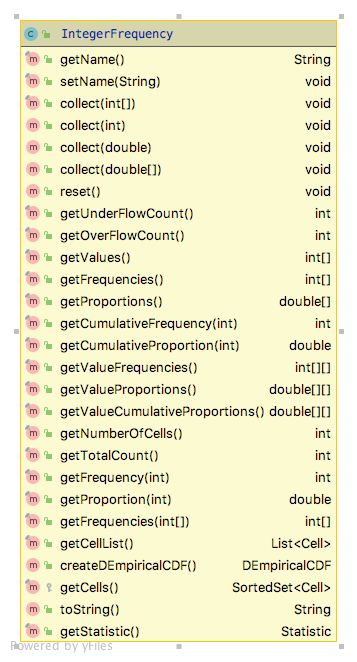 IntegerFrequency
getName() String
setName(String) void
collect(int[]) void
collect(int) void
collect(double) void
collect(double[]) void
reset() void
getUnderFlowCount() int
getOverFlowCount() int
getValues() int[]
getFrequencies() int[]
getProportions() double[]
getCumulativeFrequency(int) int
getCumulativeProportion(int) double
getValueFrequencies() int[][]
getValueProportions() double[][]
getValueCumulativeProportions() double[][]
getNumberOfCells() int
getTotalCount() int
getFrequency(int) int
getProportion(int) double
getFrequencies(int[]) int[]
getCellList() List<Cell>
createDEmpiricalCDF() DEmpiricalCDF
getCells() SortedSet<Cell>
toString() String
getStatistic() Statistic
Powered by yFiles